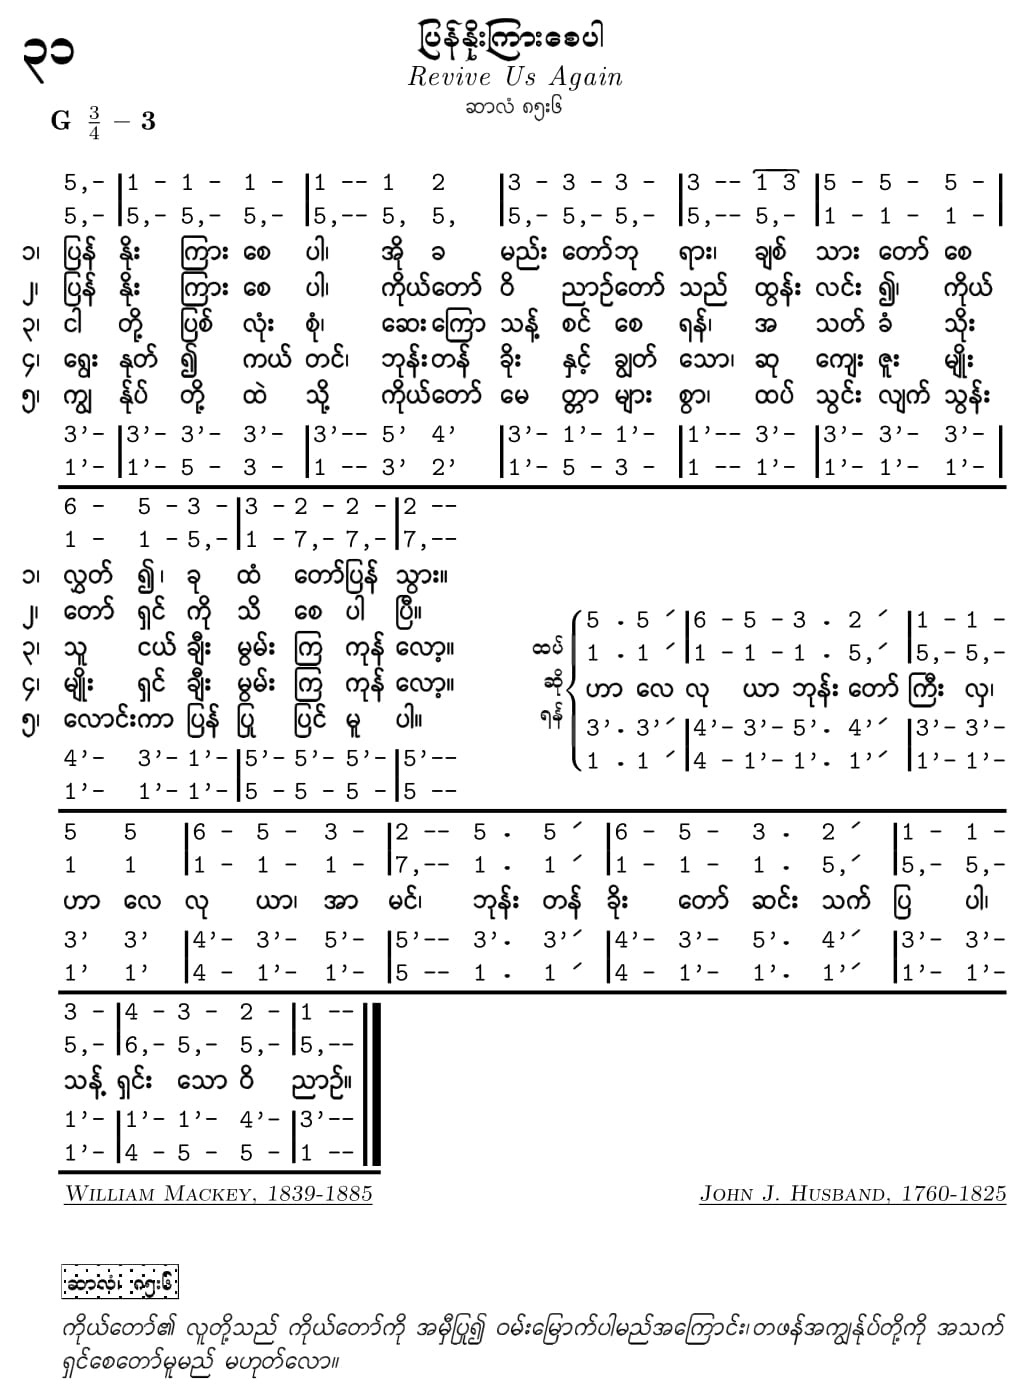 ၃၁
ပြန်နိုးကြားစေပါ
Revive Us Again
ဆာလံ ၈၅း၆
G 3/4 – 3
5,- |1 - 1 - 1 - |1 -- 1 2 |3 - 3 - 3 - |3 -- 1 3 |5 - 5 - 5 - |
5,- |5,- 5,- 5,- |5,-- 5, 5, |5,- 5,- 5,- |5,-- 5,- |1 - 1 - 1 - |
၁၊ ပြန် နိုး ကြား စေ ပါ၊ အို ခ မည်း တော်ဘု ရား၊ ချစ် သား တော် စေ
၂၊ ပြန် နိုး ကြား စေ ပါ၊ ကိုယ်တော် ဝိ ညာဉ်တော် သည် ထွန်း လင်း ၍၊ ကိုယ်
၃၊ ငါ တို့ ပြစ် လုံး စုံ၊ ဆေးကြော သန့် စင် စေ ရန်၊ အ သတ် ခံ သိုး
၄၊ ရွေး နုတ် ၍ ကယ် တင်၊ ဘုန်းတန် ခိုး နှင့် ချွတ် သော၊ ဆု ကျေး ဇူး မျိုး
၅၊ ကျွ န်ုပ် တို့ ထဲ သို့ ကိုယ်တော် မေ တ္တာ များ စွာ၊ ထပ် သွင်း လျက် သွန်း
3’- |3’- 3’- 3’- |3’-- 5’ 4’ |3’- 1’- 1’- |1’-- 3’- |3’- 3’- 3’- |
1’- |1’- 5 - 3 - |1 -- 3’ 2’ |1’- 5 - 3 - |1 -- 1’- |1’- 1’- 1’- |
6 - 5 - 3 - |3 - 2 - 2 - |2 --
1 - 1 - 5,- |1 - 7,- 7,- |7,--
၁၊ လွှတ် ၍၊ ခု ထံ တော်ပြန် သွား။
၂၊ တော် ရှင် ကို သိ စေ ပါ ပြီ။
၃၊ သူ ငယ် ချီး မွမ်း ကြ ကုန် လော့။
၄၊ မျိုး ရှင် ချီး မွမ်း ကြ ကုန် လော့။
၅၊ လောင်းကာ ပြန် ပြု ပြင် မူ ပါ။
4’- 3’- 1’- |5’- 5’- 5’- |5’--
1’- 1’- 1’- |5 - 5 - 5 - |5 --
ထပ်
ဆို
ရန်
5 . 5 ´ |6 - 5 - 3 . 2 ´ |1 - 1 -
1 . 1 ´ |1 - 1 - 1 . 5,´ |5,- 5,-
ဟာ လေ လု ယာ ဘုန်း တော် ကြီး လှ၊
3’. 3’´ |4’- 3’- 5’. 4’´ |3’- 3’-
1 . 1 ´ |4 - 1’- 1’. 1’´ |1’- 1’-
5 5 |6 - 5 - 3 - |2 -- 5 . 5 ´ |6 - 5 - 3 . 2 ´ |1 - 1 -
1 1 |1 - 1 - 1 - |7,-- 1 . 1 ´ |1 - 1 - 1 . 5,´ |5,- 5,-
ဟာ လေ လု ယာ၊ အာ မင်၊ ဘုန်း တန် ခိုး တော် ဆင်း သက် ပြ ပါ၊
3’ 3’ |4’- 3’- 5’- |5’-- 3’. 3’´ |4’- 3’- 5’. 4’´ |3’- 3’-
1’ 1’ |4 - 1’- 1’- |5 -- 1 . 1 ´ |4 - 1’- 1’. 1’´ |1’- 1’-
3 - |4 - 3 - 2 - |1 --
5,- |6,- 5,- 5,- |5,--
သန့် ရှင်း သော ဝိ ညာဉ်။
1’- |1’- 1’- 4’- |3’--
1’- |4 - 5 - 5 - |1 --
William Mackey, 1839-1885
John J. Husband, 1760-1825
ဆာလံ၊ ၈၅း၆
ကိုယ်တော်၏ လူတို့သည် ကိုယ်တော်ကို အမှီပြု၍ ဝမ်းမြောက်ပါမည်အကြောင်း၊တဖန်အကျွန်ုပ်တို့ကို အသက်
ရှင်စေတော်မူမည် မဟုတ်လော။